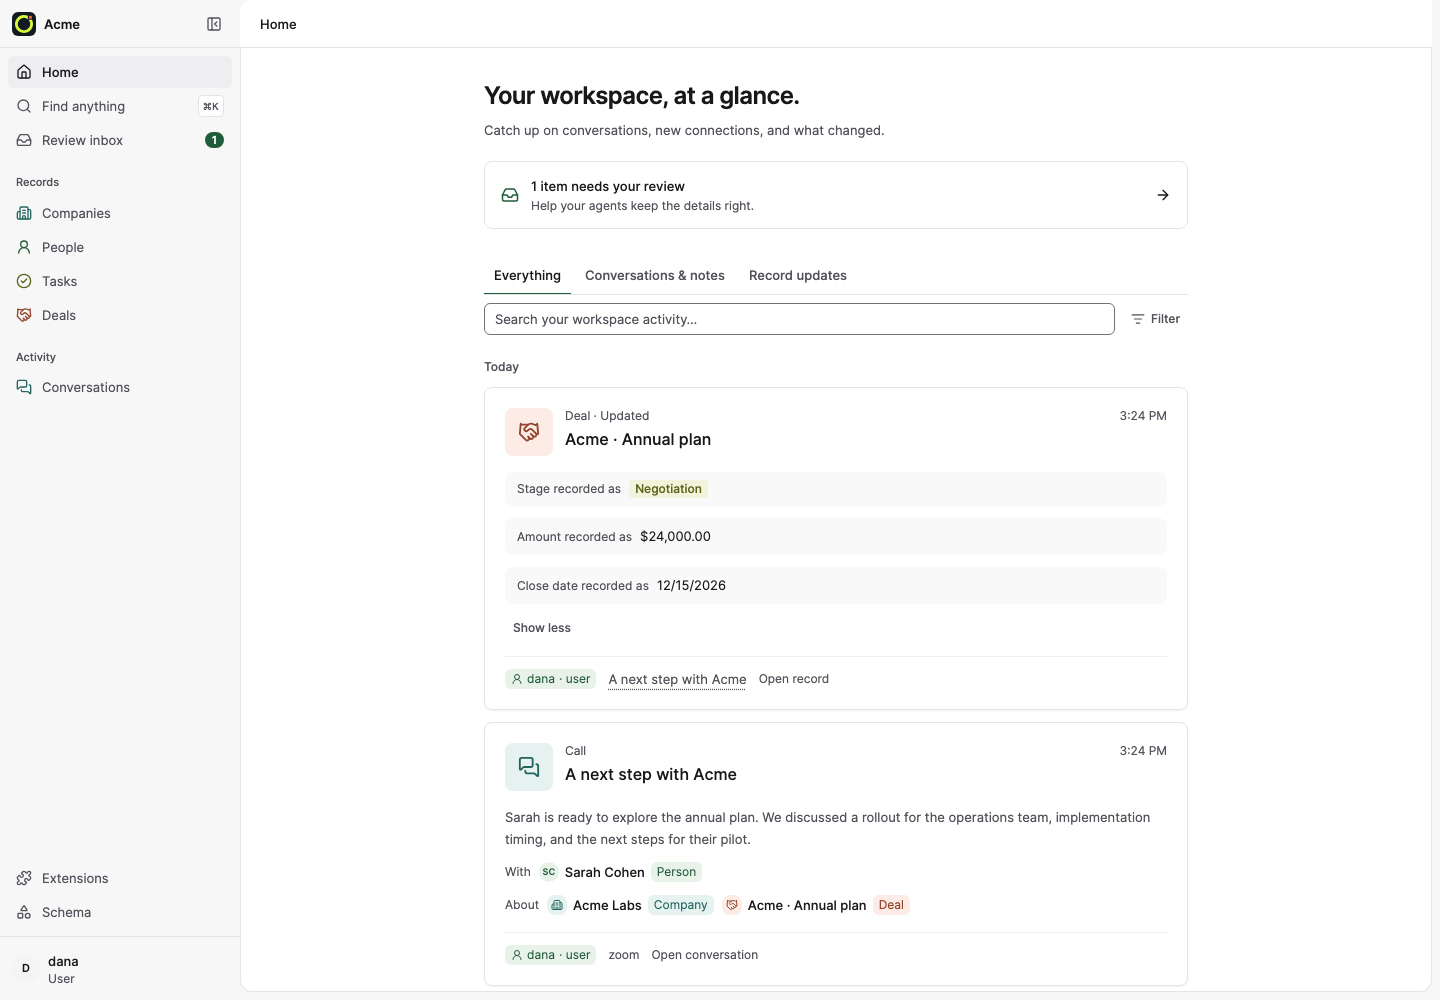 Acme
Home
Home
Find anything
⌘K
Review inbox
1
Records
Companies
People
Tasks
Deals
Activity
Conversations
Extensions
Schema
D
dana
User
Your workspace, at a glance.
Catch up on conversations, new connections, and what changed.
1 item needs your review
Help your agents keep the details right.
Everything
Conversations & notes
Record updates
Search your workspace activity...
Filter
Today
Deal · Updated
3:24 PM
Acme · Annual plan
Stage recorded as Negotiation
Amount recorded as $24,000.00
Close date recorded as 12/15/2026
Show less
dana · user A next step with Acme Open record
Call
3:24 PM
A next step with Acme
Sarah is ready to explore the annual plan. We discussed a rollout for the operations team, implementation
timing, and the next steps for their pilot.
With SC Sarah Cohen Person
About Acme Labs Company Acme · Annual plan Deal
dana · user zoom Open conversation